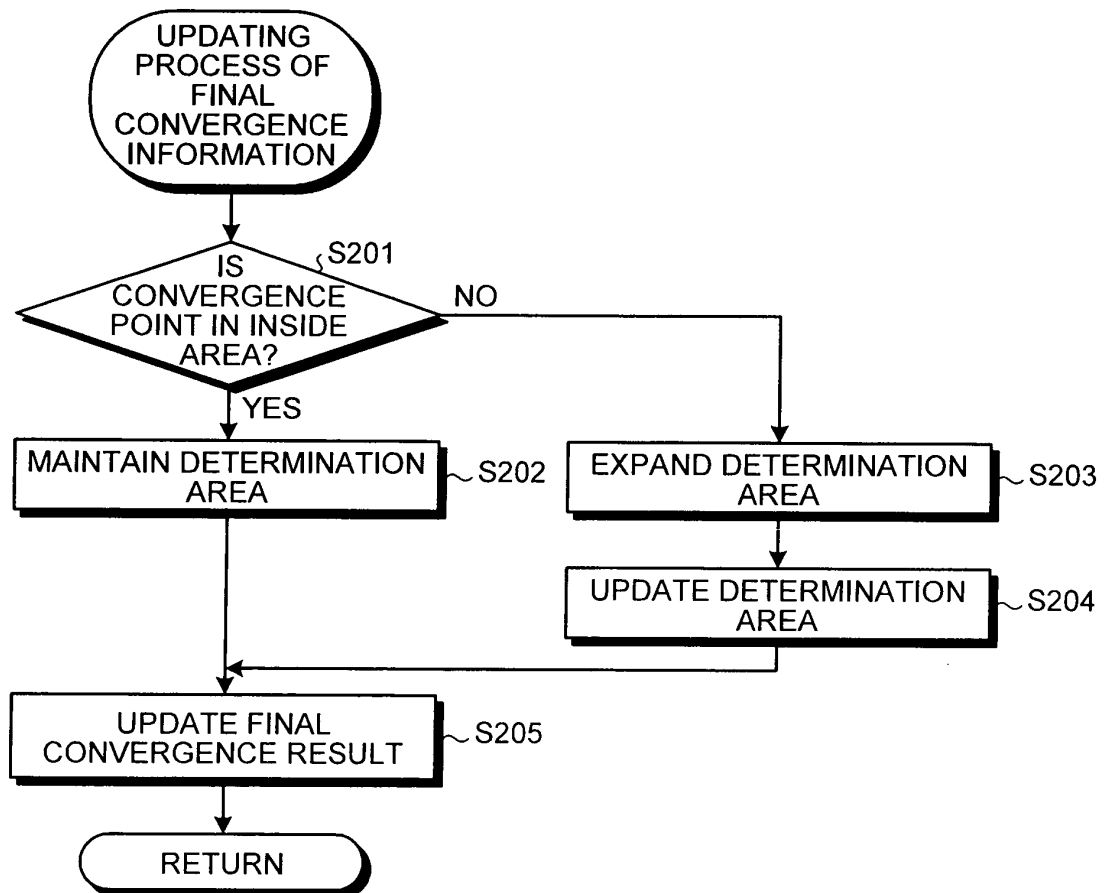 UPDATING
PROCESS OF
FINAL
CONVERGENCE
INFORMATION
S201
IS
CONVERGENCE
POINT IN INSIDE
AREA?
NO
YES
MAINTAIN DETERMINATION
AREA
S202
EXPAND DETERMINATION
AREA
S203
UPDATE DETERMINATION
AREA
S204
UPDATE FINAL
CONVERGENCE RESULT
S205
RETURN